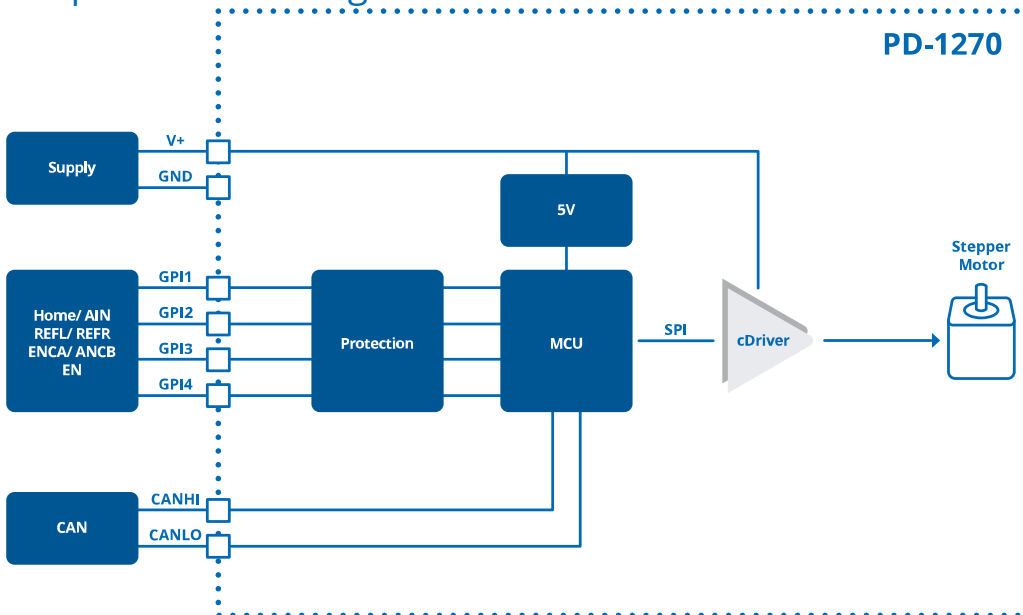 PD-1270
V+
Supply
GND
5V
Stepper
Motor
GPI1
GPI2
GPI3
GPI4
Home/ AIN
REFL/ REFR
ENCA/ ANCB
EN
Protection
MCU
SPI
cDriver
CANHI
CAN
CANLO